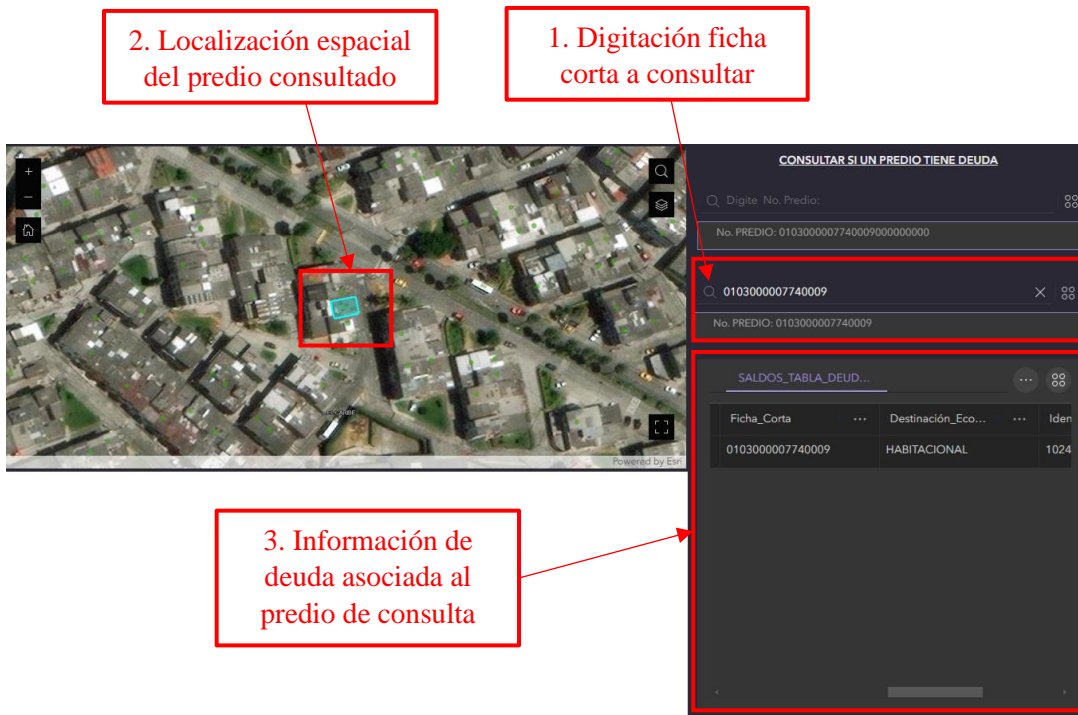 2. Localización espacial
del predio consultado
1. Digitación ficha
corta a consultar
CONSULTAR SI UN PREDIO TIENE DEUDA
Digite No. Predio:
No. PREDIO: 010300000774000900000000
0103000007740009
No. PREDIO: 0103000007740009
SALDOS_TABLA_DEUD...
Ficha_Corta
Destinación_Eco...
Iden
0103000007740009
HABITACIONAL
1024
Powered by Esri
3. Información de
deuda asociada al
predio de consulta